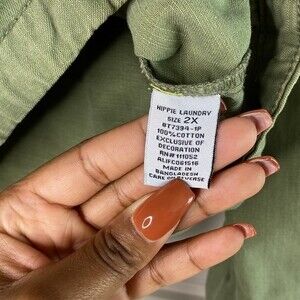 HIPPIE LAUNDRY
SIZE 2X
BT7394-1P
100%COTTON
EXCLUSIVE OF
DECORATION
RN#111052
ALIFC061516
MADE IN
BANGLADESH
CARE ON REVERSE